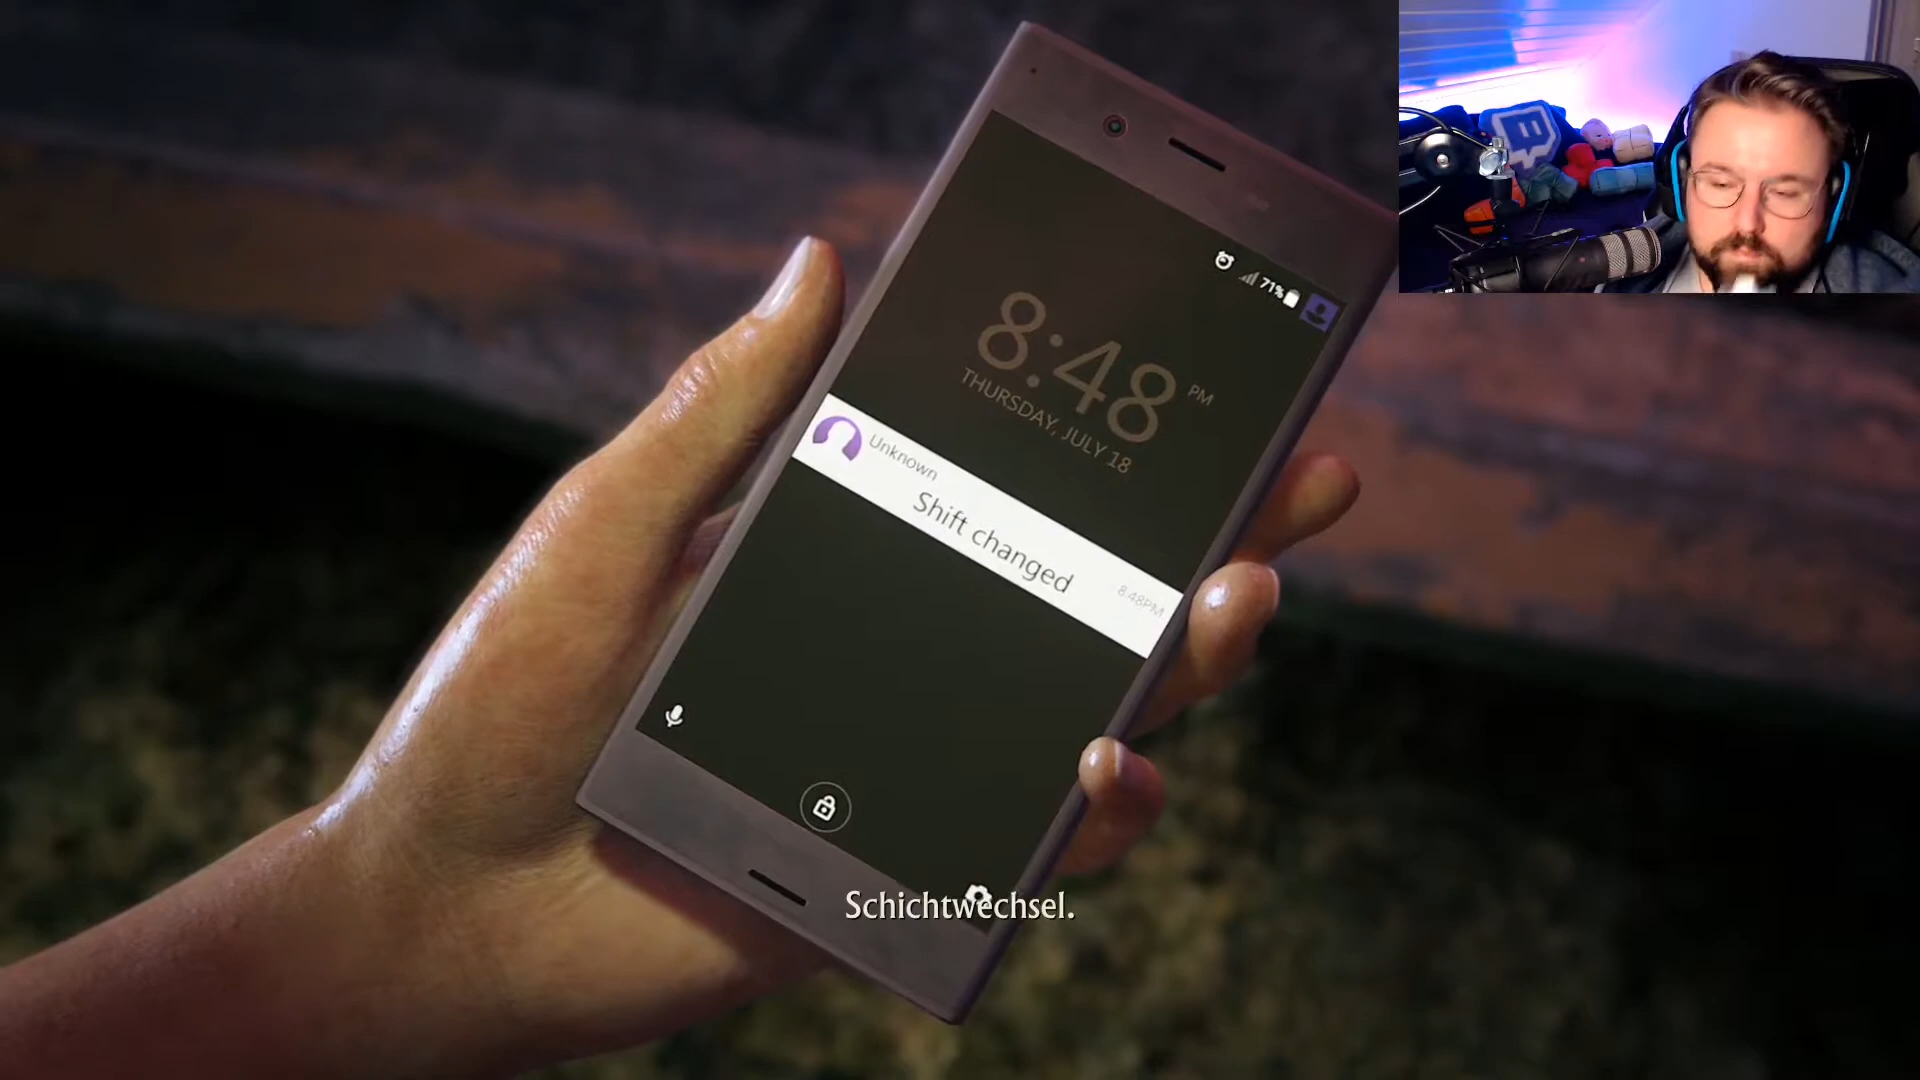 71%
8:48 PM
THURSDAY, JULY 18
Unknown
Shift changed
8:48PM
Schichtwechsel.